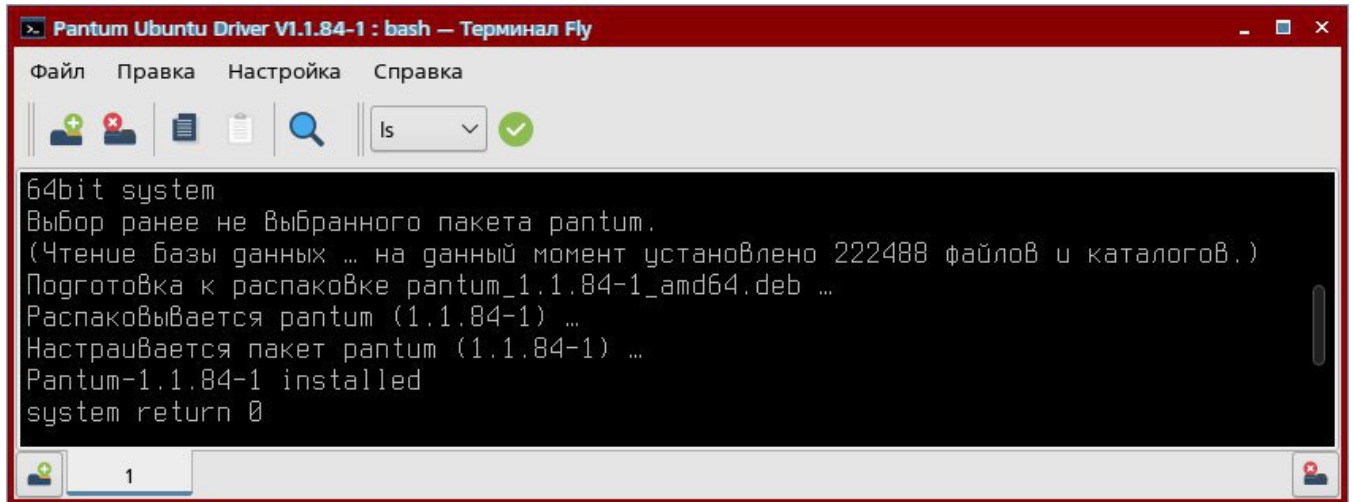 Pantum Ubuntu Driver V1.1.84-1 : bash — Терминал Fly
Файл Правка Настройка Справка
ls
64bit system
Выбор ранее не выбранного пакета pantum.
(Чтение базы данных … на данный момент установлено 222488 файлов и каталогов.)
Подготовка к распаковке pantum_1.1.84-1_amd64.deb …
Распаковывается pantum (1.1.84-1) …
Настраивается пакет pantum (1.1.84-1) …
Pantum-1.1.84-1 installed
system return 0
1